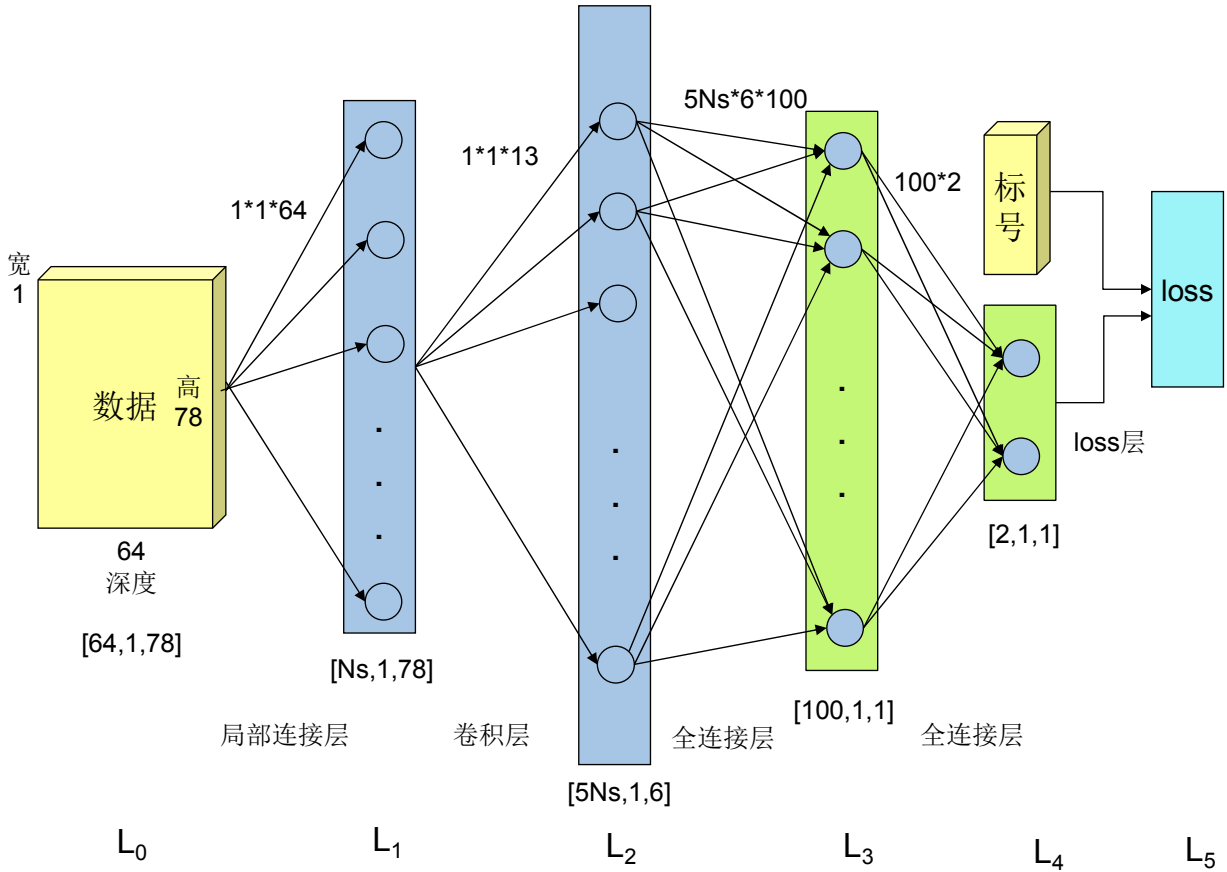 宽
1
数据
高
78
64
深度
[64,1,78]
1*1*64
[Ns,1,78]
局部连接层
1*1*13
卷积层
[5Ns,1,6]
5Ns*6*100
全连接层
[100,1,1]
100*2
全连接层
标
号
[2,1,1]
loss层
loss
L0
L1
L2
L3
L4
L5